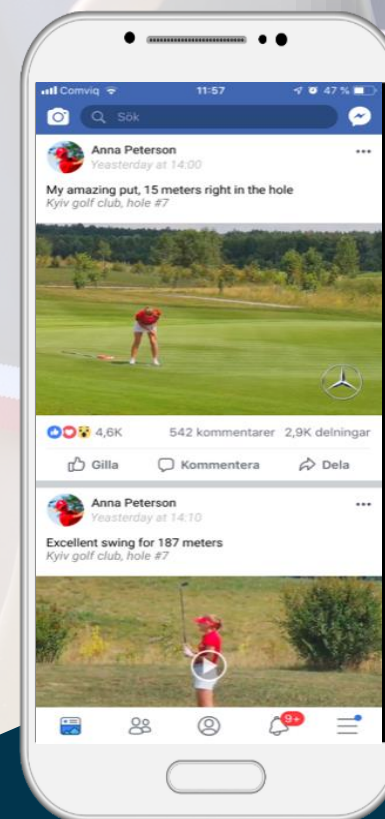 Comviq 11:57 47 %
Sök
Anna Peterson
Yeasterday at 14:00
My amazing put, 15 meters right in the hole
Kyiv golf club, hole #7
4,6K 542 kommentarer 2,9K delningar
Gilla Kommentera Dela
Anna Peterson
Yeasterday at 14:10
Excellent swing for 187 meters
Kyiv golf club, hole #7
9+